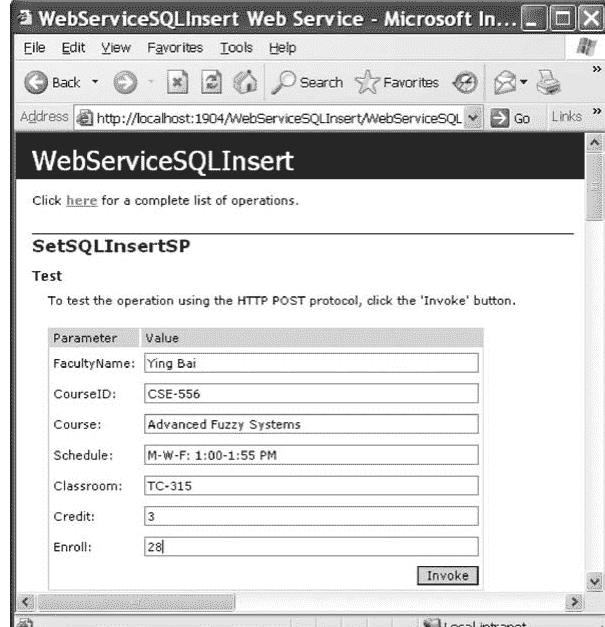 WebServiceSQLInsert Web Service - Microsoft In...
File Edit View Favorites Tools Help
Back Search Favorites »
Address http://localhost:1904/WebServiceSQLInsert/WebServiceSQL Go Links »
WebServiceSQLInsert
Click here for a complete list of operations.
SetSQLInsertSP
Test
To test the operation using the HTTP POST protocol, click the 'Invoke' button.
Parameter Value
FacultyName: Ying Bai
CourseID: CSE-556
Course: Advanced Fuzzy Systems
Schedule: M-W-F: 1:00-1:55 PM
Classroom: TC-315
Credit: 3
Enroll: 28
Invoke
Local intranet